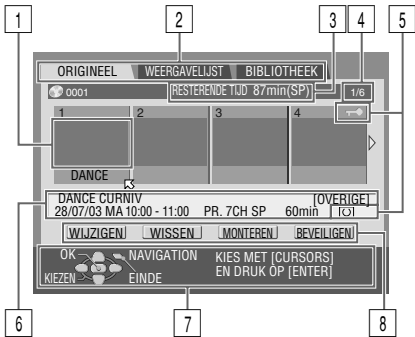 1 2 3 4 5
ORIGINEEL WEERGAVELIJST BIBLIOTHEEK
0001 RESTERENDE TIJD 87min(SP) 1/6
1 2 3 4
DANCE
DANCE CURNIV [OVERIGE]
28/07/03 MA 10:00 - 11:00 PR. 7CH SP 60min
WIJZIGEN WISSEN MONTEREN BEVEILIGEN
OK NAVIGATION KIES MET [CURSORS]
KIEZEN EINDE EN DRUK OP [ENTER]
6 7 8